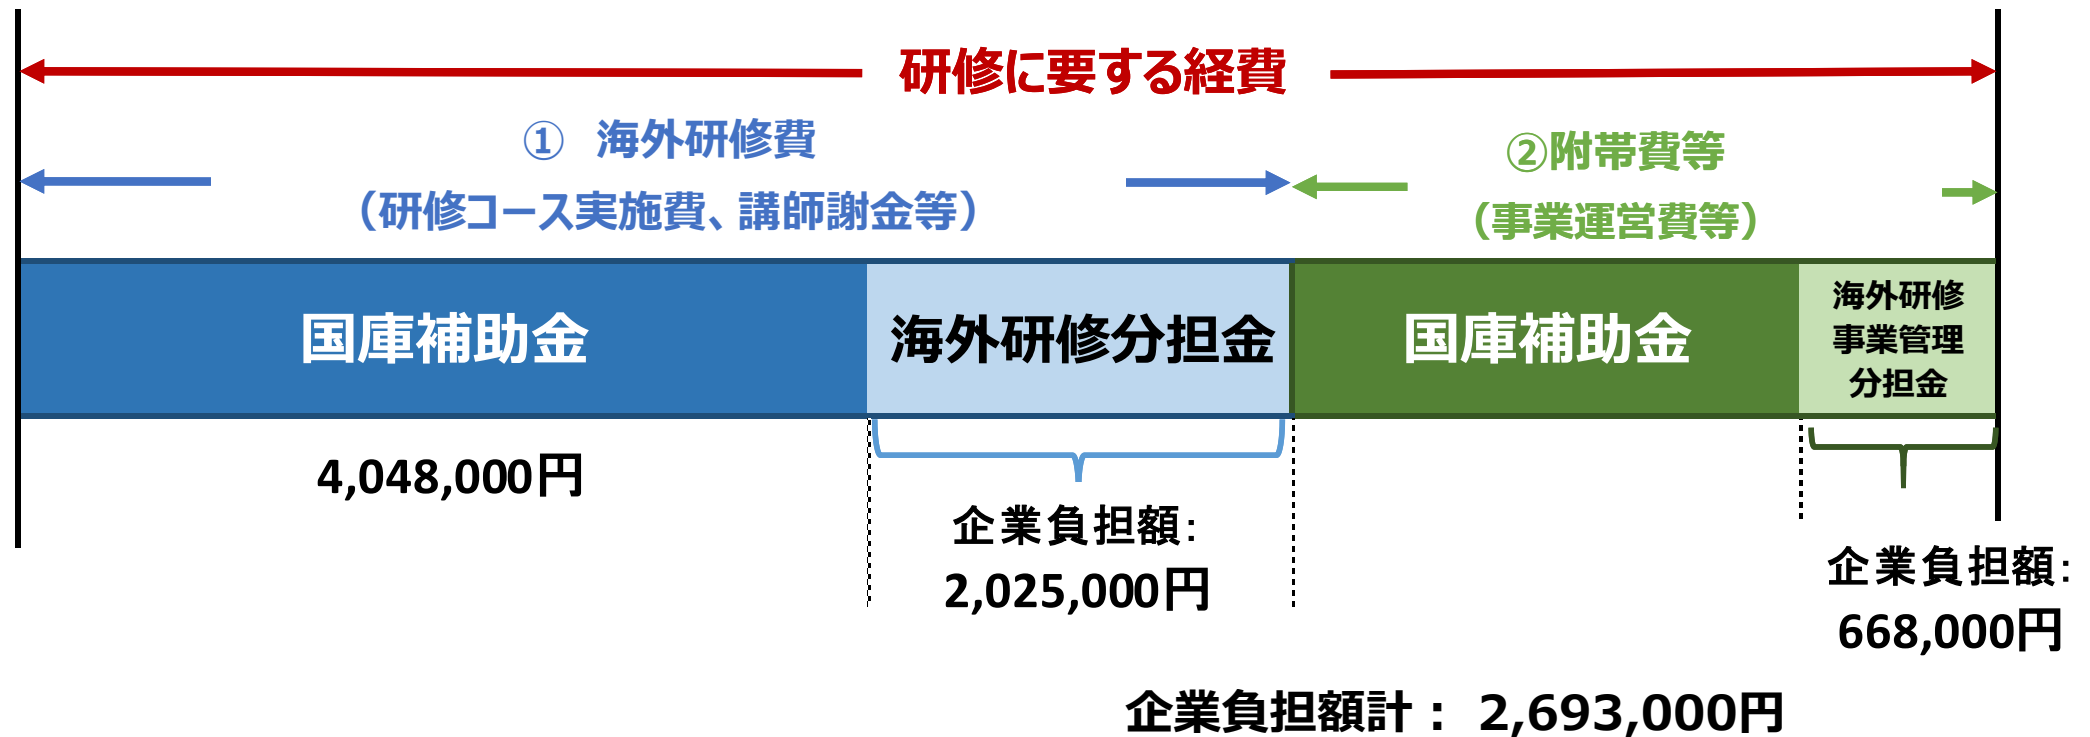 研修に要する経費
① 海外研修費
（研修コース実施費、講師謝金等）
②附帯費等
（事業運営費等）
国庫補助金
海外研修分担金
国庫補助金
海外研修
事業管理
分担金
4,048,000円
企業負担額：
2,025,000円
企業負担額：
668,000円
企業負担額計： 2,693,000円